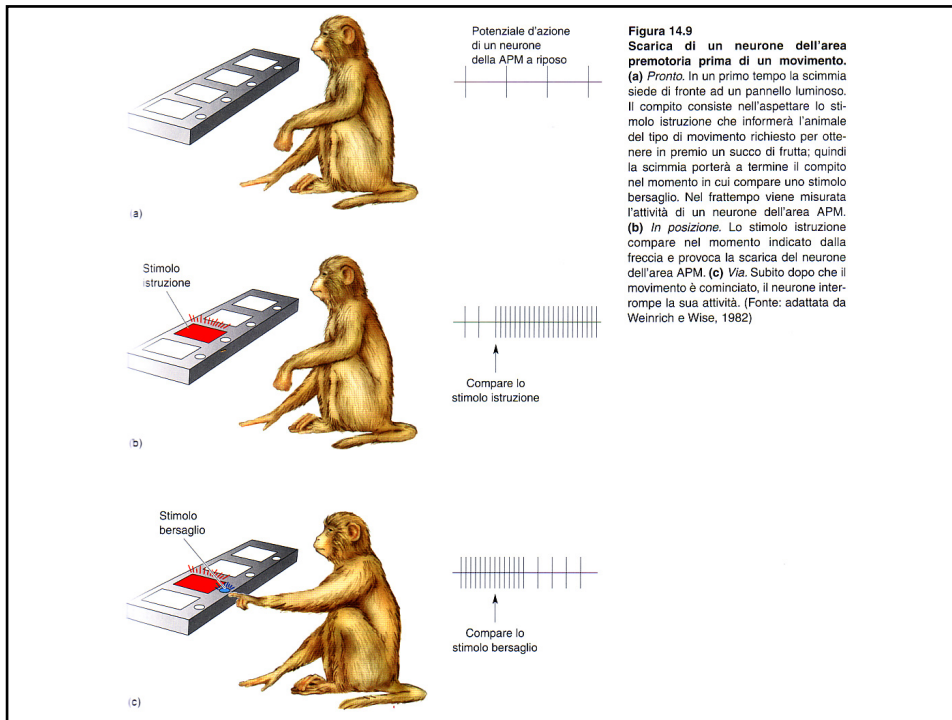 Potenziale d'azione
di un neurone
della APM a riposo
(a)
Figura 14.9
Scarica di un neurone dell'area
premotoria prima di un movimento.
(a) Pronto. In un primo tempo la scimmia
siede di fronte ad un pannello luminoso.
Il compito consiste nell'aspettare lo sti-
molo istruzione che informerà l'animale
del tipo di movimento richiesto per otte-
nere in premio un succo di frutta; quindi
la scimmia porterà a termine il compito
nel momento in cui compare uno stimolo
bersaglio. Nel frattempo viene misurata
l'attività di un neurone dell'area APM.
(b) In posizione. Lo stimolo istruzione
compare nel momento indicato dalla
freccia e provoca la scarica del neurone
dell'area APM. (c) Via. Subito dopo che il
movimento è cominciato, il neurone inter-
rompe la sua attività. (Fonte: adattata da
Weinrich e Wise, 1982)
Stimolo
istruzione
Compare lo
stimolo istruzione
(b)
Stimolo
bersaglio
Compare lo
stimolo bersaglio
(c)